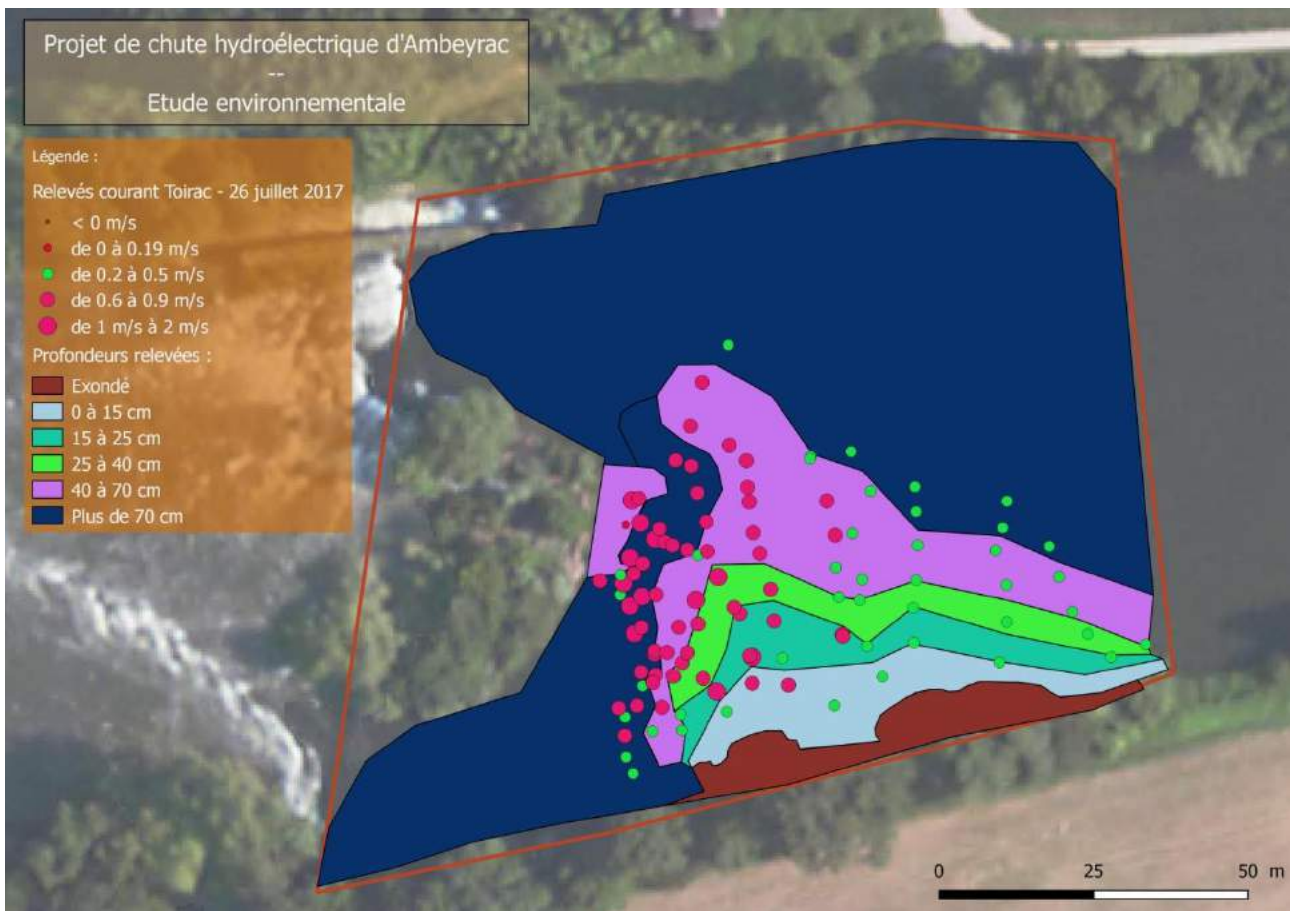 Projet de chute hydroélectrique d'Ambeyrac
--
Etude environnementale
Légende :
Relevés courant Toirac - 26 juillet 2017
< 0 m/s
de 0 à 0.19 m/s
de 0.2 à 0.5 m/s
de 0.6 à 0.9 m/s
de 1 m/s à 2 m/s
Profondeurs relevées :
Exondé
0 à 15 cm
15 à 25 cm
25 à 40 cm
40 à 70 cm
Plus de 70 cm
0 25 50 m